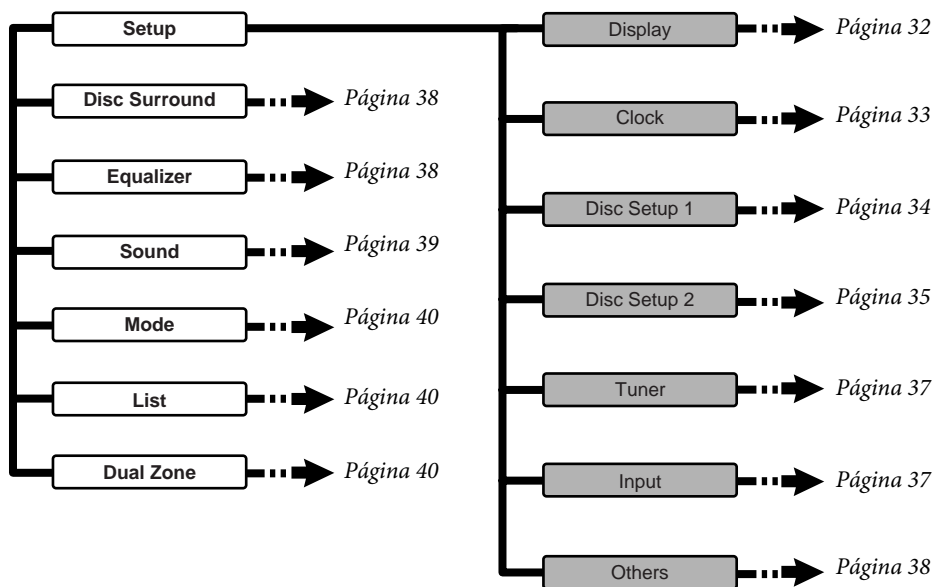 Setup
Disc Surround Página 38
Equalizer Página 38
Sound Página 39
Mode Página 40
List Página 40
Dual Zone Página 40
Display Página 32
Clock Página 33
Disc Setup 1 Página 34
Disc Setup 2 Página 35
Tuner Página 37
Input Página 37
Others Página 38